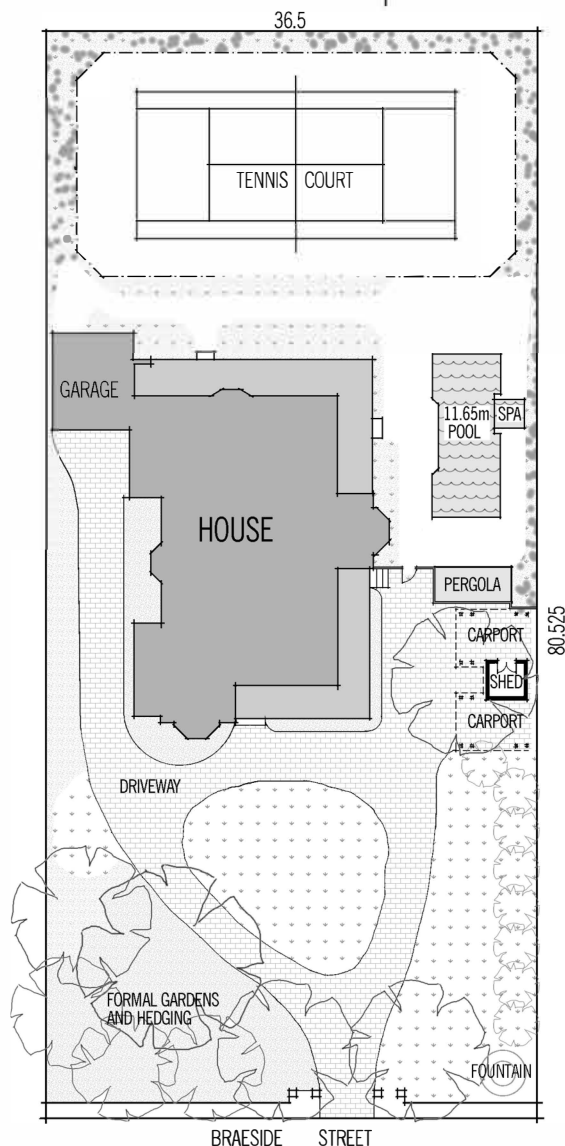 36.5
TENNIS COURT
GARAGE
11.65m
POOL
SPA
HOUSE
PERGOLA
CARPORT
80.525
SHED
CARPORT
DRIVEWAY
FORMAL GARDENS
AND HEDGING
FOUNTAIN
BRAESIDE STREET